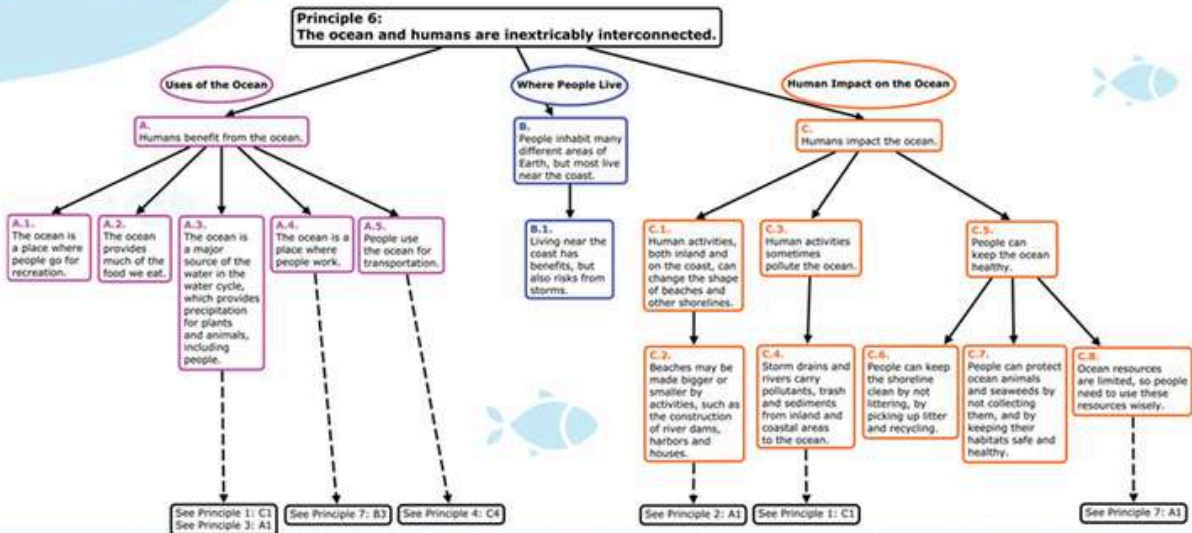 Principle 6:
The ocean and humans are inextricably interconnected.
Uses of the Ocean
Where People Live
Human Impact on the Ocean
A.
Humans benefit from the ocean.
B.
People inhabit many
different areas of
Earth, but most live
near the coast.
C.
Humans impact the ocean.
A.1.
The ocean is
a place where
people go for
recreation.
A.2.
The ocean
provides
much of the
food we eat.
A.3.
The ocean is
a major
source of the
water in the
water cycle,
which provides
precipitation
for plants
and animals,
including
people.
A.4.
The ocean is a
place where
people work.
A.5.
People use
the ocean for
transportation.
B.1.
Living near the
coast has
benefits, but
also risks from
storms.
C.1.
Human activities,
both inland and
on the coast, can
change the shape
of beaches and
other shorelines.
C.3.
Human activities
sometimes
pollute the ocean.
C.5.
People can
keep the ocean
healthy.
C.2.
Beaches may be
made bigger or
smaller by
activities, such as
the construction
of river dams,
harbors and
houses.
C.4.
Storm drains and
rivers carry
pollutants, trash
and sediments
from inland and
coastal areas
to the ocean.
C.6.
People can keep
the shoreline
clean by not
littering, by
picking up litter
and recycling.
C.7.
People can protect
ocean animals
and seaweeds by
not collecting
them, and by
keeping their
habitats safe and
healthy.
C.8.
Ocean resources
are limited, so people
need to use these
resources wisely.
See Principle 1: C1
See Principle 3: A1
See Principle 7: B3
See Principle 4: C4
See Principle 2: A1
See Principle 1: C1
See Principle 7: A1